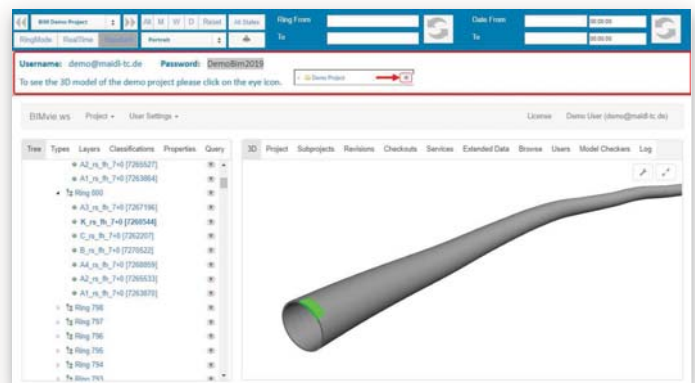 BIM Demo Project All M W D Reset All States Ring From Date From 00:00:00
RingMode RealTime Portrait To To 00:00:00
Username: demo@maidl-tc.de Password: DemoBim2019
To see the 3D model of the demo project please click on the eye icon. Demo Project
BIMvie.ws Project User Settings License Demo User (demo@maidl-tc.de)
Tree Types Layers Classifications Properties Query 3D Project Subprojects Revisions Checkouts Services Extended Data Browse Users Model Checkers Log
A2_rs_fh_7+0 [7265527]
A1_rs_fh_7+0 [7263864]
Ring 800
A3_rs_fh_7+0 [7267196]
K_rs_fh_7+0 [7260544]
C_rs_fh_7+0 [7262207]
B_rs_fh_7+0 [7270522]
A4_rs_fh_7+0 [7268859]
A2_rs_fh_7+0 [7265533]
A1_rs_fh_7+0 [7263870]
Ring 798
Ring 797
Ring 796
Ring 795
Ring 794
Ring 793